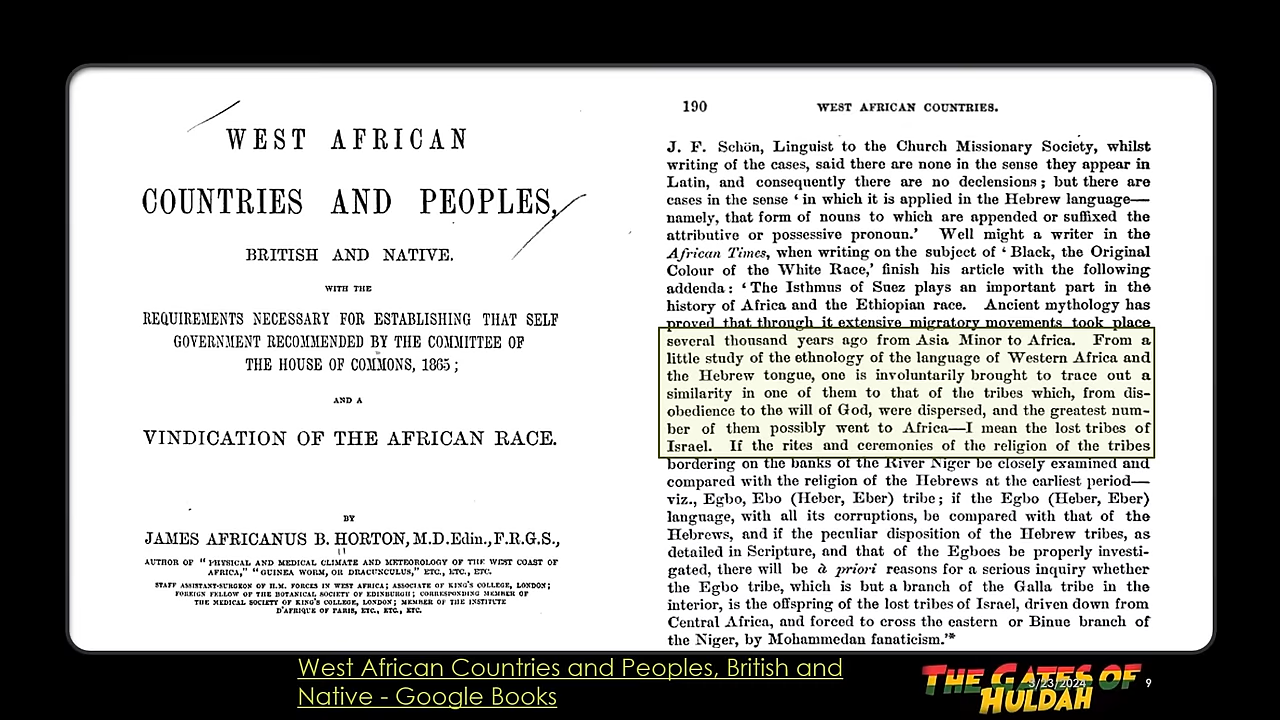 WEST AFRICAN
COUNTRIES AND PEOPLES,
BRITISH AND NATIVE.
WITH THE
REQUIREMENTS NECESSARY FOR ESTABLISHING THAT SELF
GOVERNMENT RECOMMENDED BY THE COMMITTEE OF
THE HOUSE OF COMMONS, 1865;
AND A
VINDICATION OF THE AFRICAN RACE.
BY
JAMES AFRICANUS B. HORTON, M.D.Edin., F.R.G.S.,
AUTHOR OF "PHYSICAL AND MEDICAL CLIMATE AND METEOROLOGY OF THE WEST COAST OF
AFRICA," "GUINEA WORM, OR DRACUNCULUS," ETC., ETC., ETC.
STAFF ASSISTANT-SURGEON OF H.M. FORCES IN WEST AFRICA; ASSOCIATE OF KING'S COLLEGE, LONDON;
FOREIGN FELLOW OF THE BOTANICAL SOCIETY OF EDINBURGH; CORRESPONDING MEMBER OF
THE MEDICAL SOCIETY OF KING'S COLLEGE, LONDON; MEMBER OF THE INSTITUTE
D'AFRIQUE OF PARIS, ETC., ETC., ETC.
190 WEST AFRICAN COUNTRIES.
J. F. Schön, Linguist to the Church Missionary Society, whilst
writing of the cases, said there are none in the sense they appear in
Latin, and consequently there are no declensions; but there are
cases in the sense ' in which it is applied in the Hebrew language—
namely, that form of nouns to which are appended or suffixed the
attributive or possessive pronoun.' Well might a writer in the
African Times, when writing on the subject of ' Black, the Original
Colour of the White Race,' finish his article with the following
addenda: ' The Isthmus of Suez plays an important part in the
history of Africa and the Ethiopian race. Ancient mythology has
proved that through it extensive migratory movements took place
several thousand years ago from Asia Minor to Africa. From a
little study of the ethnology of the language of Western Africa and
the Hebrew tongue, one is involuntarily brought to trace out a
similarity in one of them to that of the tribes which, from dis-
obedience to the will of God, were dispersed, and the greatest num-
ber of them possibly went to Africa—I mean the lost tribes of
Israel. If the rites and ceremonies of the religion of the tribes
bordering on the banks of the River Niger be closely examined and
compared with the religion of the Hebrews at the earliest period—
viz., Egbo, Ebo (Heber, Eber) tribe; if the Egbo (Heber, Eber)
language, with all its corruptions, be compared with that of the
Hebrews, and if the peculiar disposition of the Hebrew tribes, as
detailed in Scripture, and that of the Egboes be properly investi-
gated, there will be à priori reasons for a serious inquiry whether
the Egbo tribe, which is but a branch of the Galla tribe in the
interior, is the offspring of the lost tribes of Israel, driven down from
Central Africa, and forced to cross the eastern or Binue branch of
the Niger, by Mohammedan fanaticism.'*
West African Countries and Peoples, British and
Native - Google Books
THE GATES OF
HULDAH
3/23/2024
9